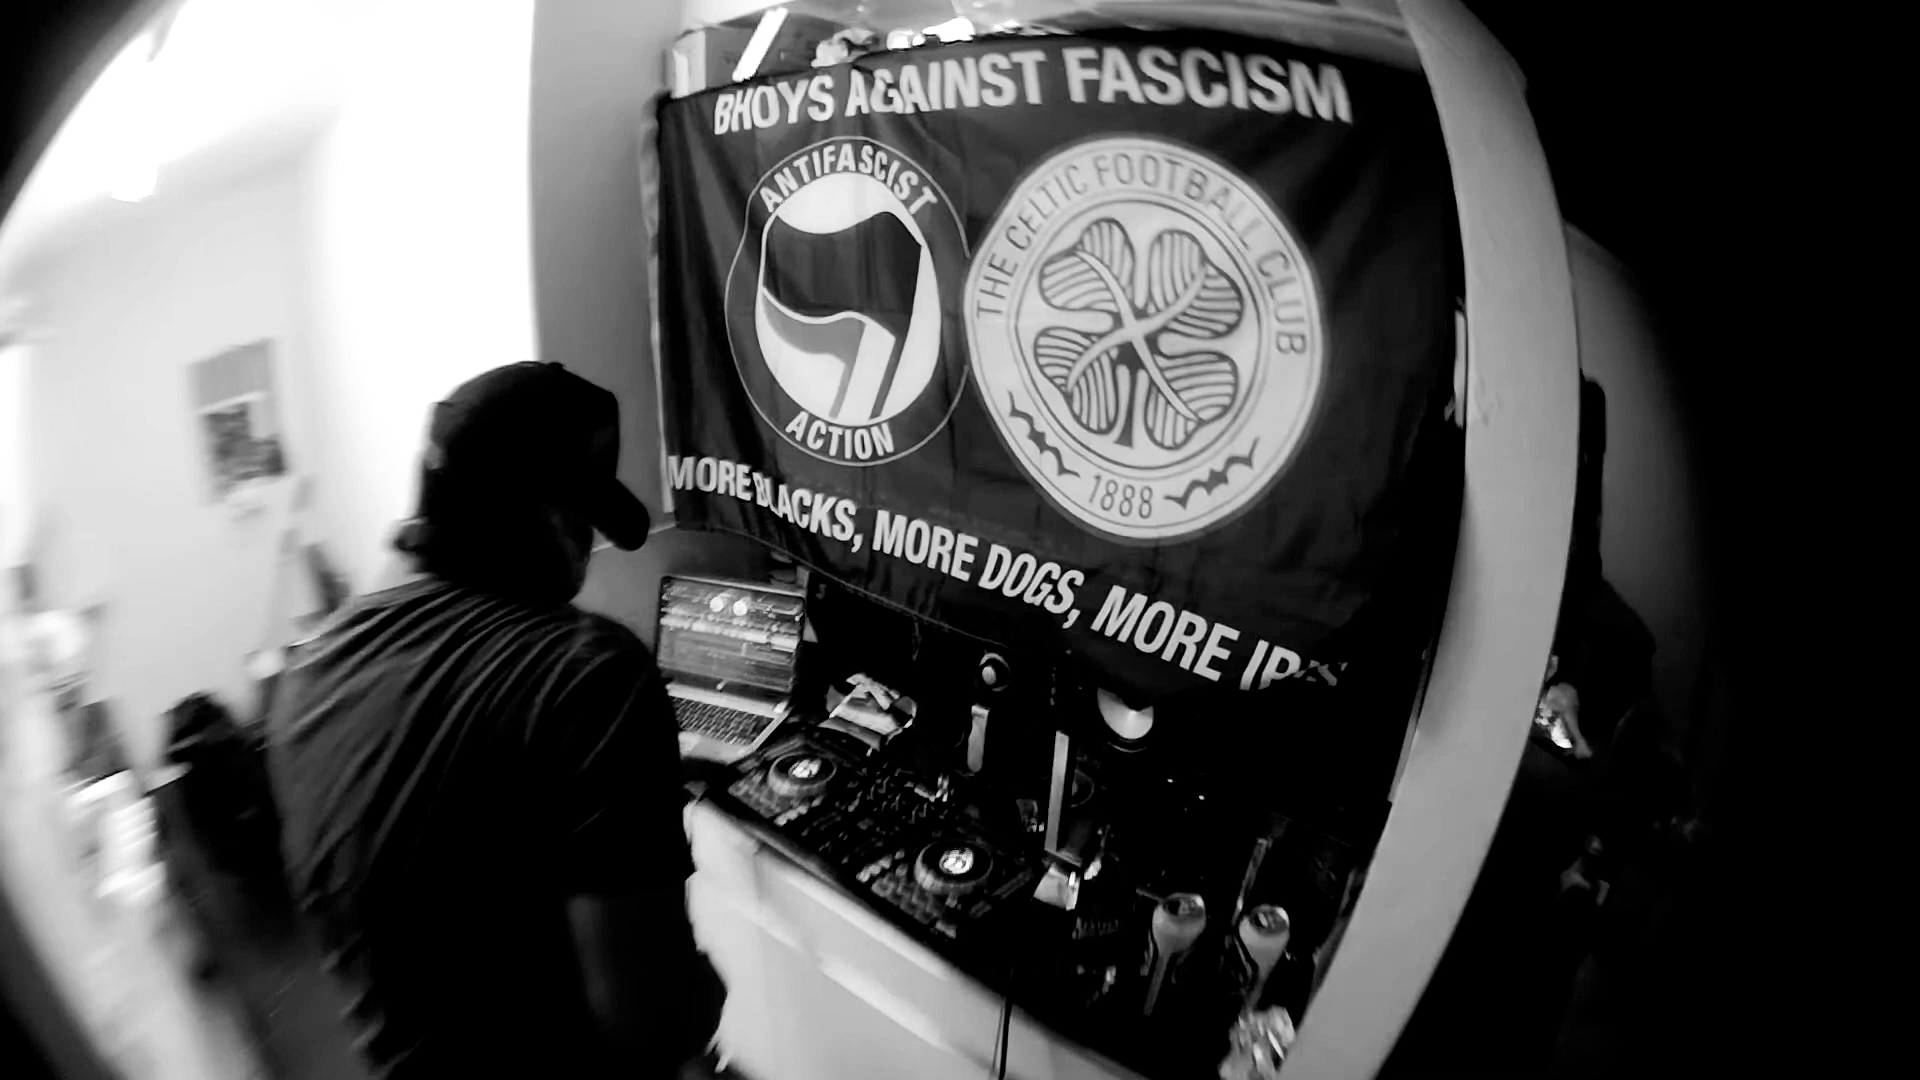 BHOYS AGAINST FASCISM
ANTIFASCIST
ACTION
THE CELTIC FOOTBALL CLUB
1888
MORE BLACKS, MORE DOGS, MORE